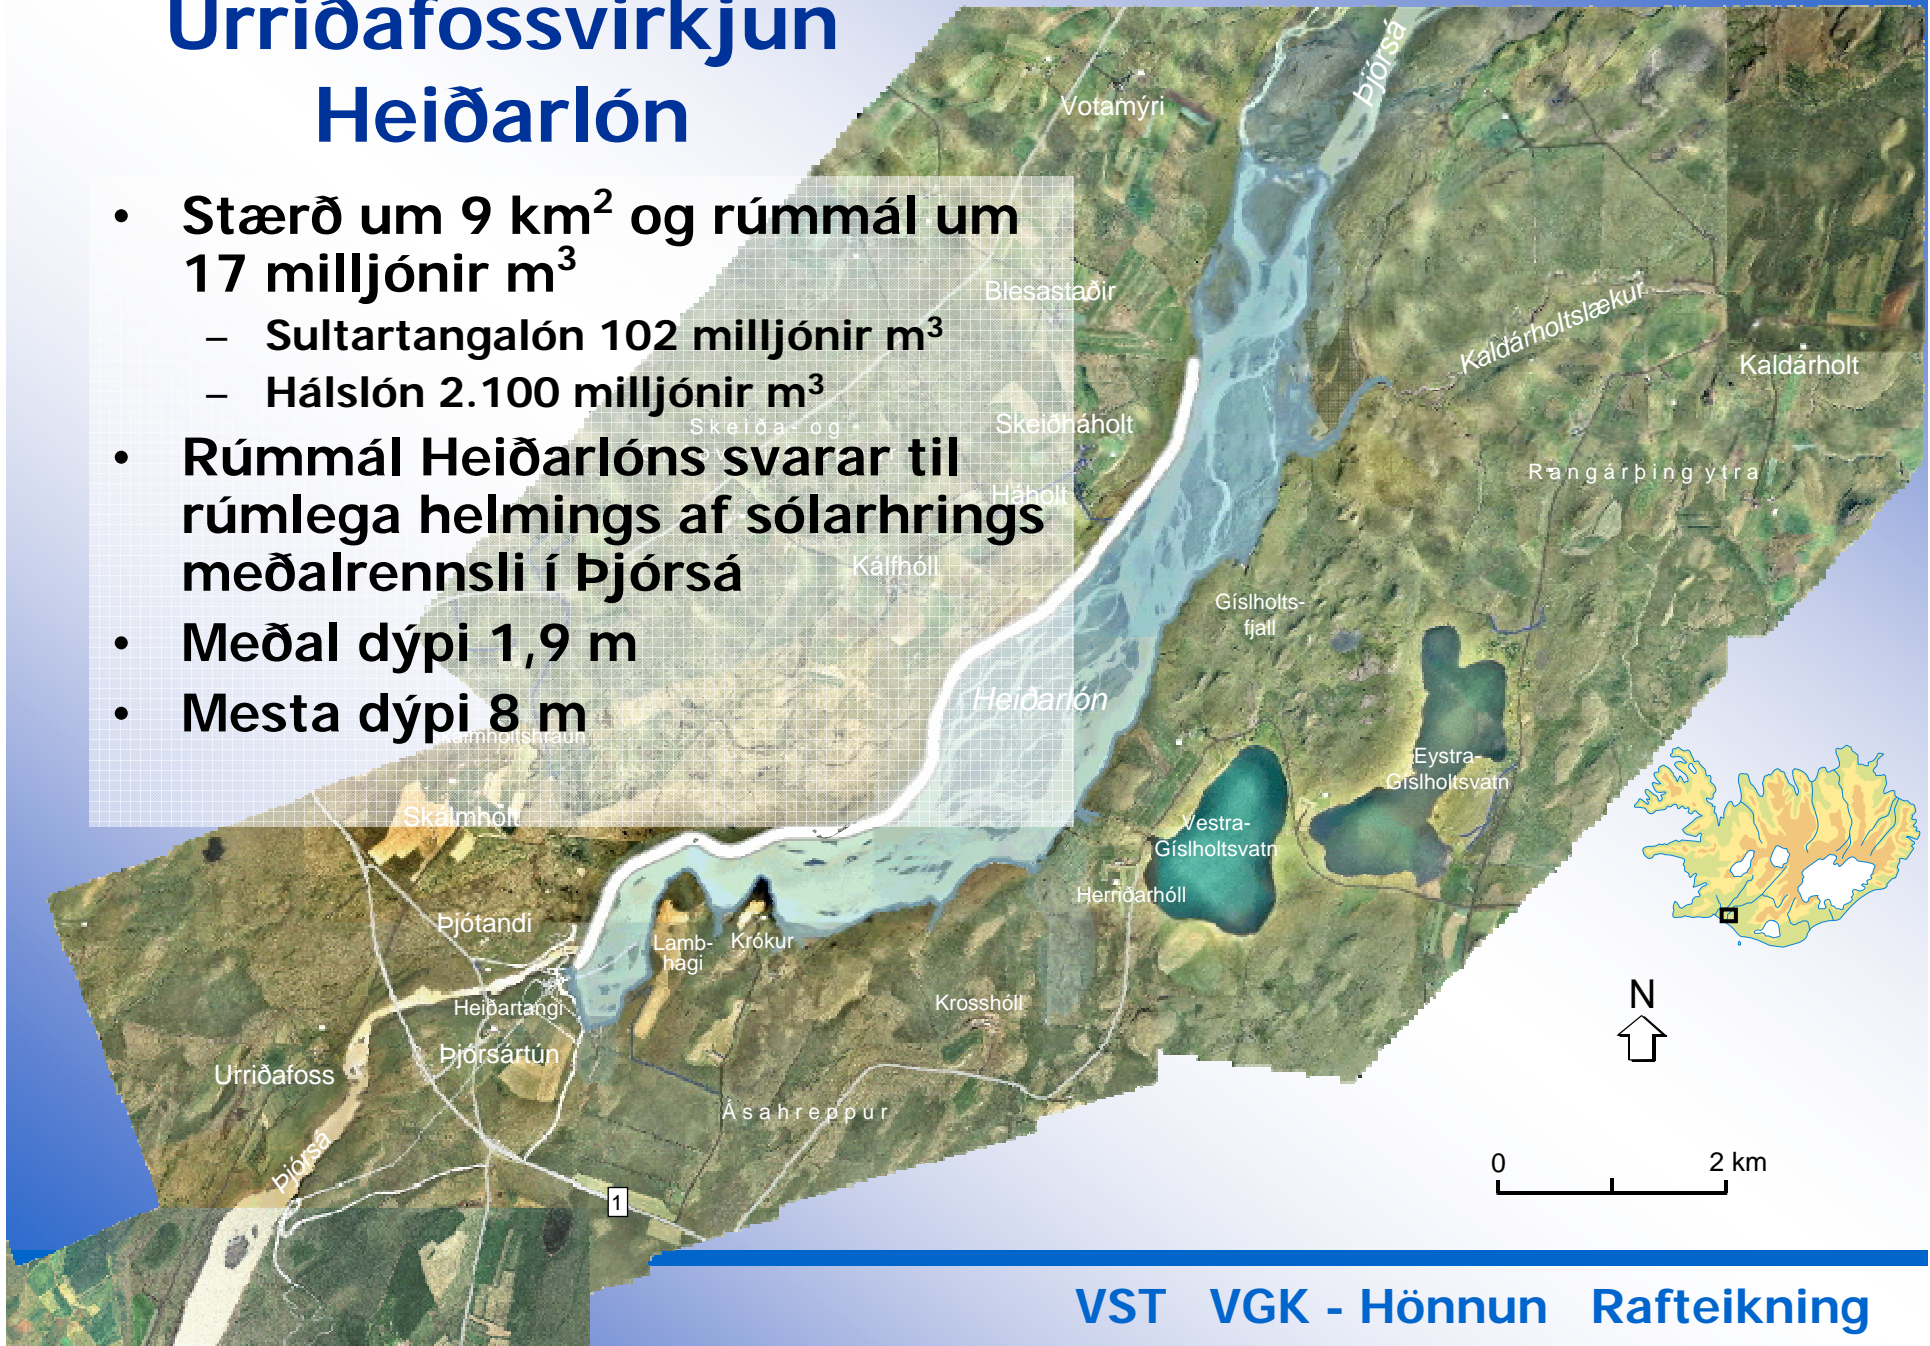 Urriðafossvirkjun
Heiðarlón
• Stærð um 9 km² og rúmmál um
17 milljónir m³
– Sultartangalón 102 milljónir m³
– Hálslón 2.100 milljónir m³
• Rúmmál Heiðarlóns svarar til
rúmlega helmings af sólarhrings
meðalrennsli í Þjórsá
• Meðal dýpi 1,9 m
• Mesta dýpi 8 m
Votamýri
Þjórsá
Blesastaðir
Kaldárholtslækur
Kaldárholt
Skeiða- og
Skeiðháholt
Rangárþing ytra
Háholt
Kálfhóll
Gíslholts-
fjall
Heiðarlón
Skálmholtshraun
Eystra-
Gíslholtsvatn
Skálmholt
Vestra-
Gíslholtsvatn
Herriðarhóll
Þjótandi
Lamb-
hagi
Krókur
Heiðartangi
Krosshóll
Þjórsártún
Urriðafoss
Ásahreppur
Þjórsá
1
N
0 2 km
VST VGK - Hönnun Rafteikning